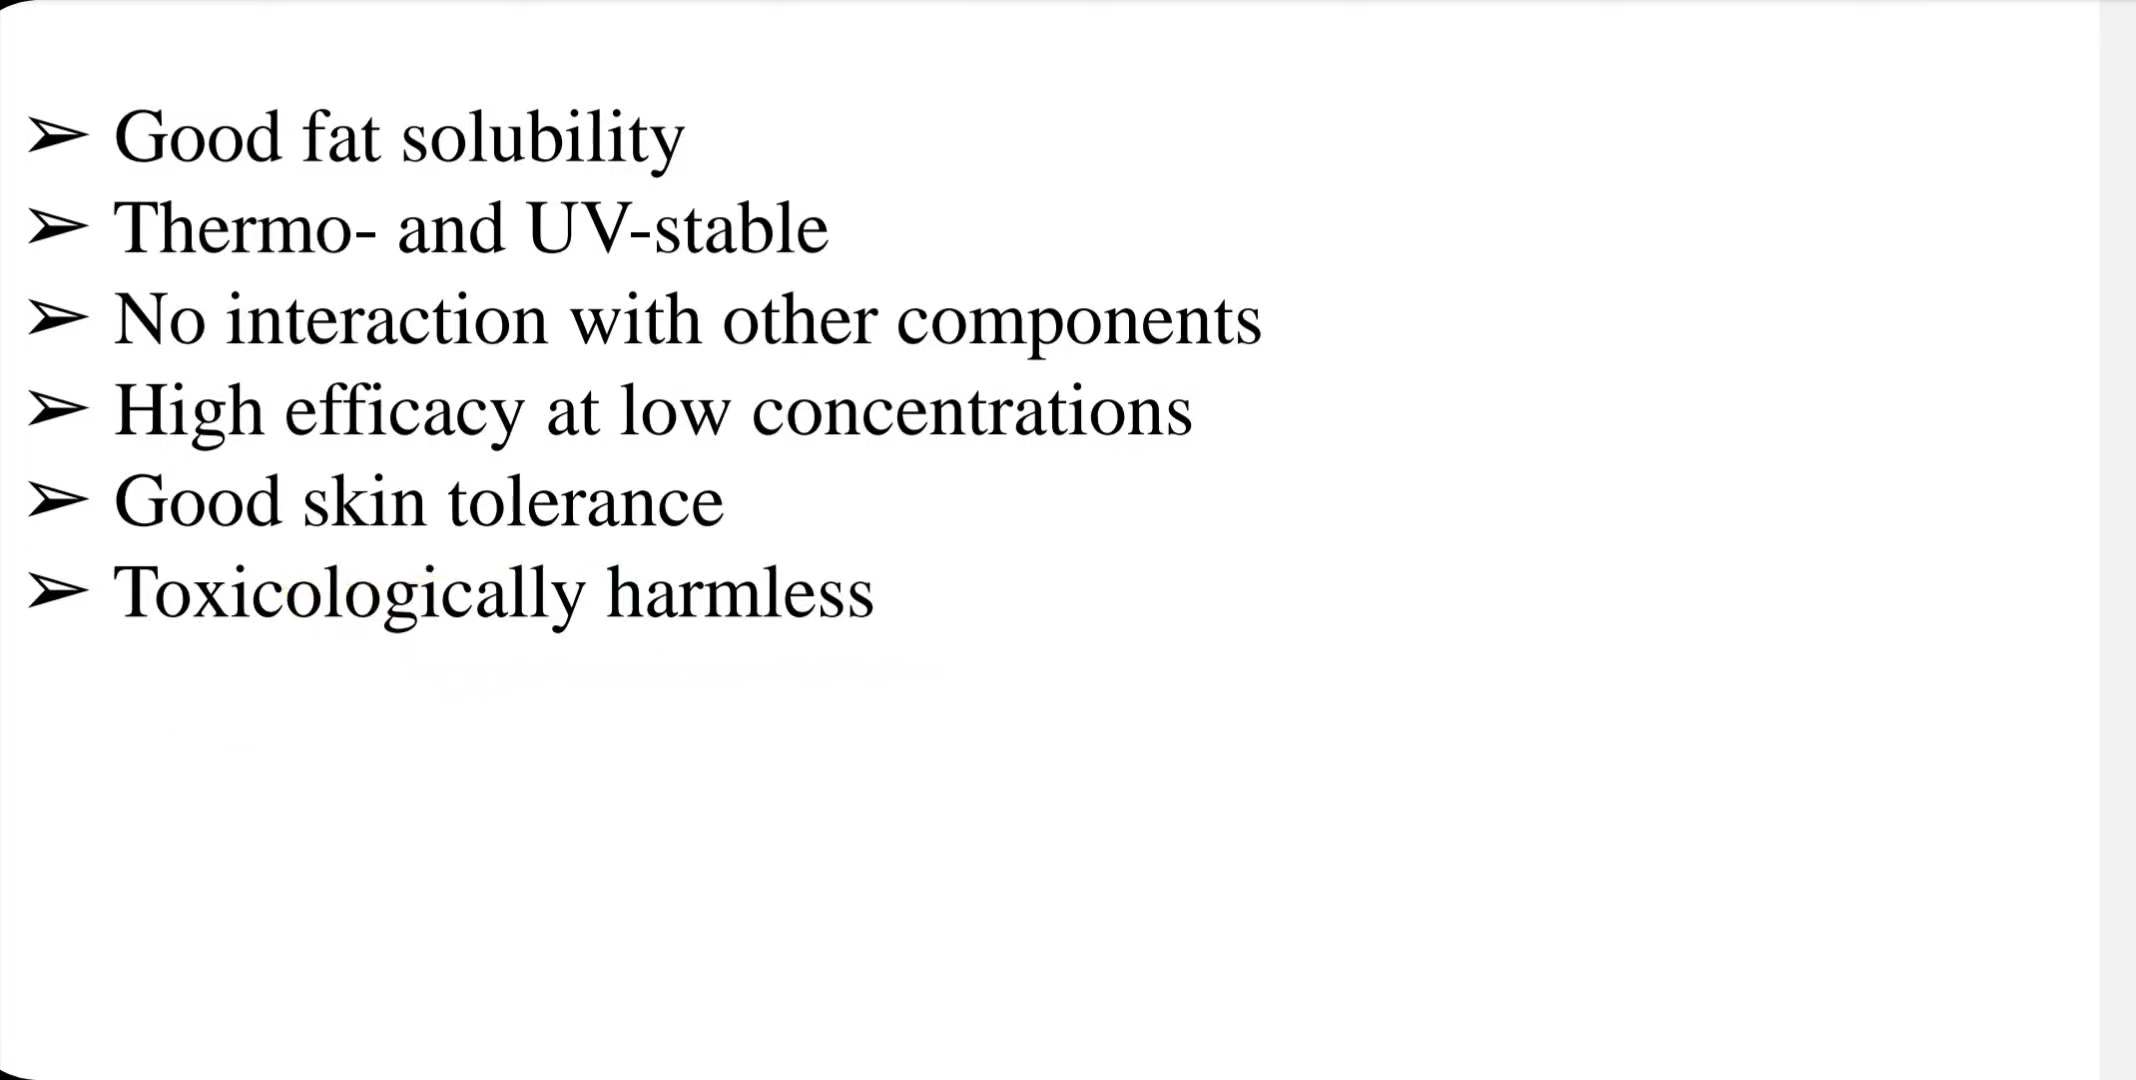 ➢ Good fat solubility
➢ Thermo- and UV-stable
➢ No interaction with other components
➢ High efficacy at low concentrations
➢ Good skin tolerance
➢ Toxicologically harmless